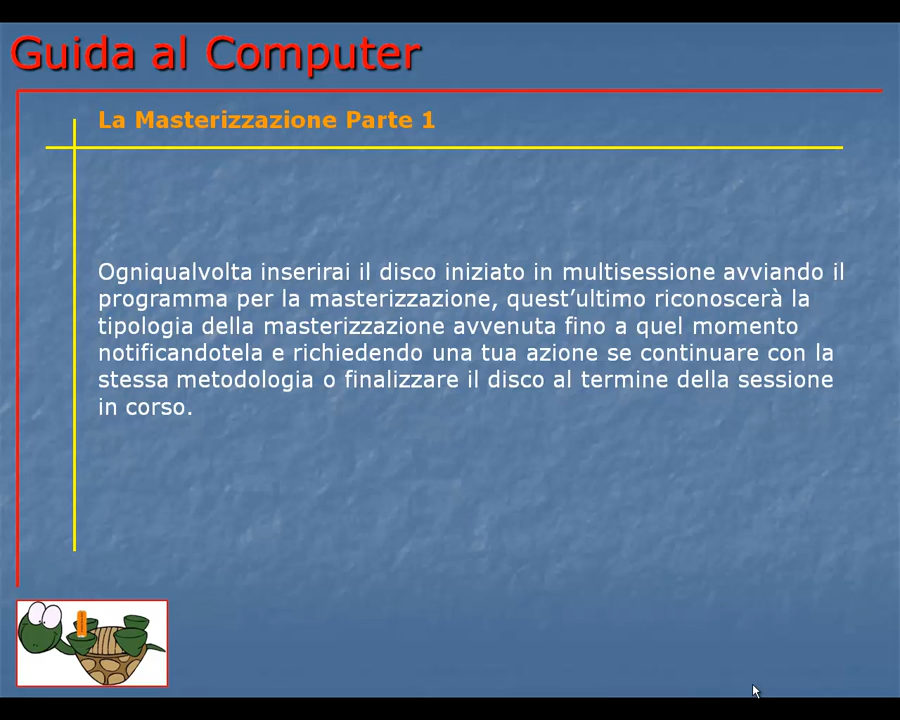 Guida al Computer
La Masterizzazione Parte 1
Ogniqualvolta inserirai il disco iniziato in multisessione avviando il
programma per la masterizzazione, quest’ultimo riconoscerà la
tipologia della masterizzazione avvenuta fino a quel momento
notificandotela e richiedendo una tua azione se continuare con la
stessa metodologia o finalizzare il disco al termine della sessione
in corso.